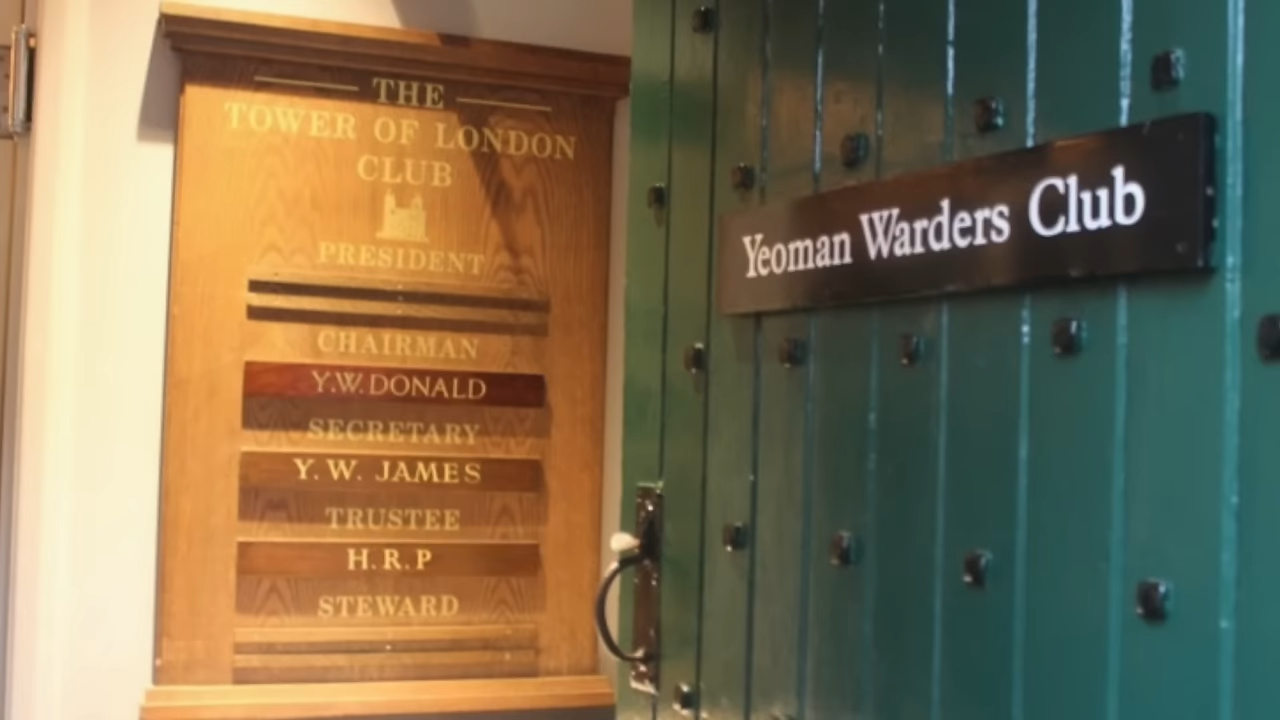 THE
TOWER OF LONDON
CLUB
PRESIDENT
CHAIRMAN
Y.W. DONALD
SECRETARY
Y. W. JAMES
TRUSTEE
H.R.P
STEWARD
Yeoman Warders Club